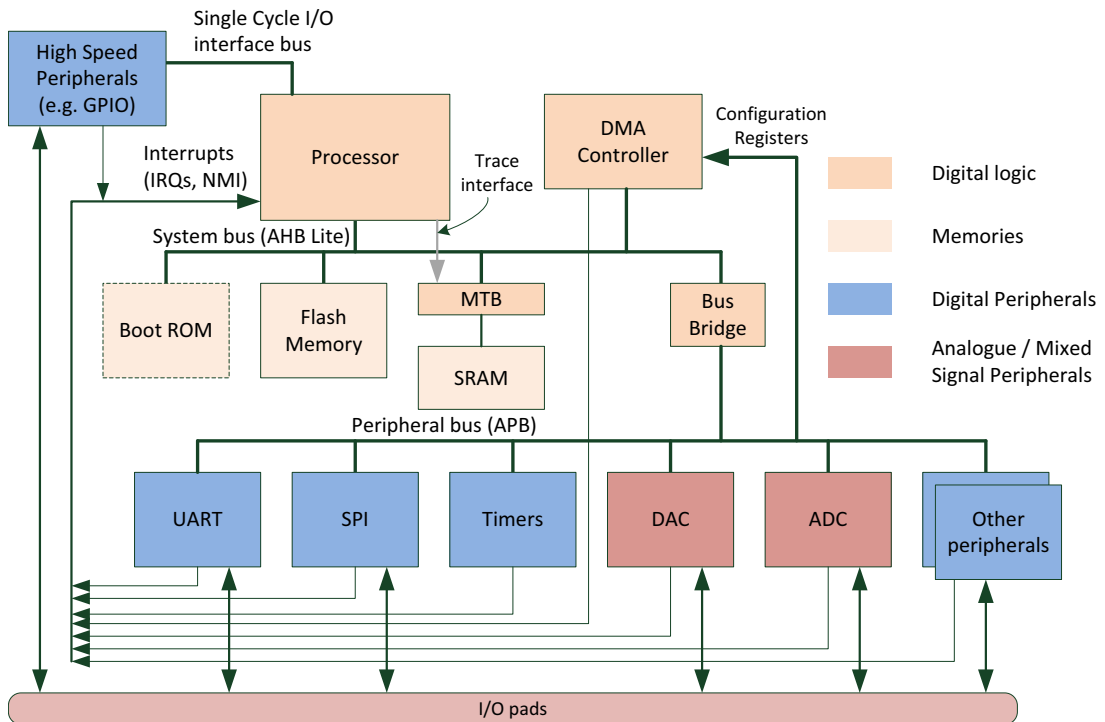 Single Cycle I/O
interface bus
High Speed
Peripherals
(e.g. GPIO)
Processor
DMA
Controller
Configuration
Registers
Interrupts
(IRQs, NMI)
Trace
interface
Digital logic
System bus (AHB Lite)
Memories
Boot ROM
Flash
Memory
MTB
SRAM
Bus
Bridge
Digital Peripherals
Analogue / Mixed
Signal Peripherals
Peripheral bus (APB)
UART
SPI
Timers
DAC
ADC
Other
peripherals
I/O pads